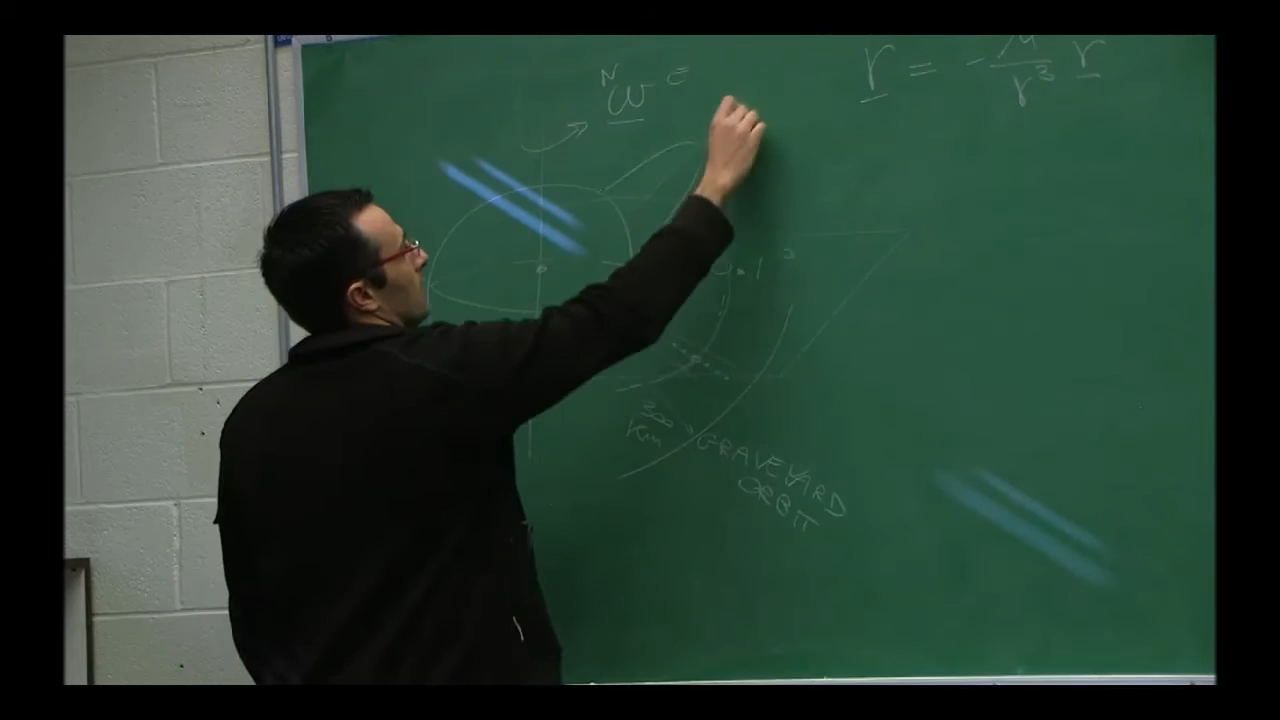 N
ω =
r = - μ/r³ r
300
Km
GRAVEYARD
ORBIT